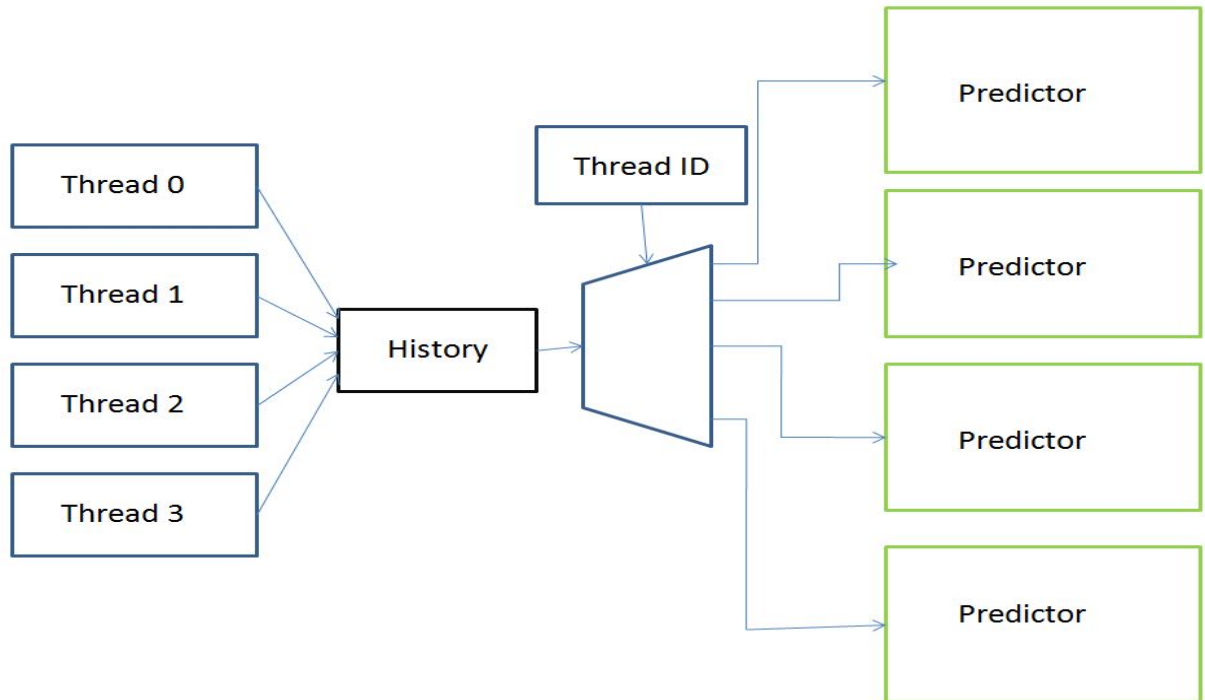 Thread 0
Thread 1
Thread 2
Thread 3
History
Thread ID
Predictor
Predictor
Predictor
Predictor